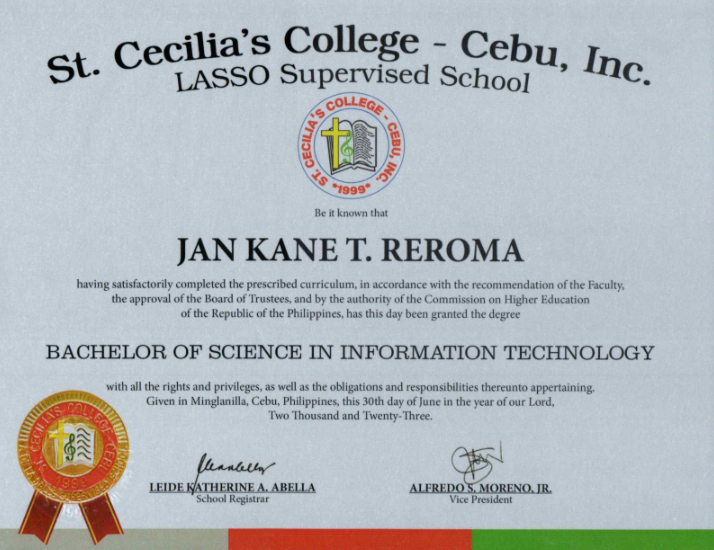 St. Cecilia's College - Cebu, Inc.
LASSO Supervised School
ST. CECILIA'S COLLEGE - CEBU, INC.
*1999*
Be it known that
JAN KANE T. REROMA
having satisfactorily completed the prescribed curriculum, in accordance with the recommendation of the Faculty,
the approval of the Board of Trustees, and by the authority of the Commission on Higher Education
of the Republic of the Philippines, has this day been granted the degree
BACHELOR OF SCIENCE IN INFORMATION TECHNOLOGY
with all the rights and privileges, as well as the obligations and responsibilities thereunto appertaining.
Given in Minglanilla, Cebu, Philippines, this 30th day of June in the year of our Lord,
Two Thousand and Twenty-Three.
LEIDE KATHERINE A. ABELLA
School Registrar
ALFREDO S. MORENO, JR.
Vice President